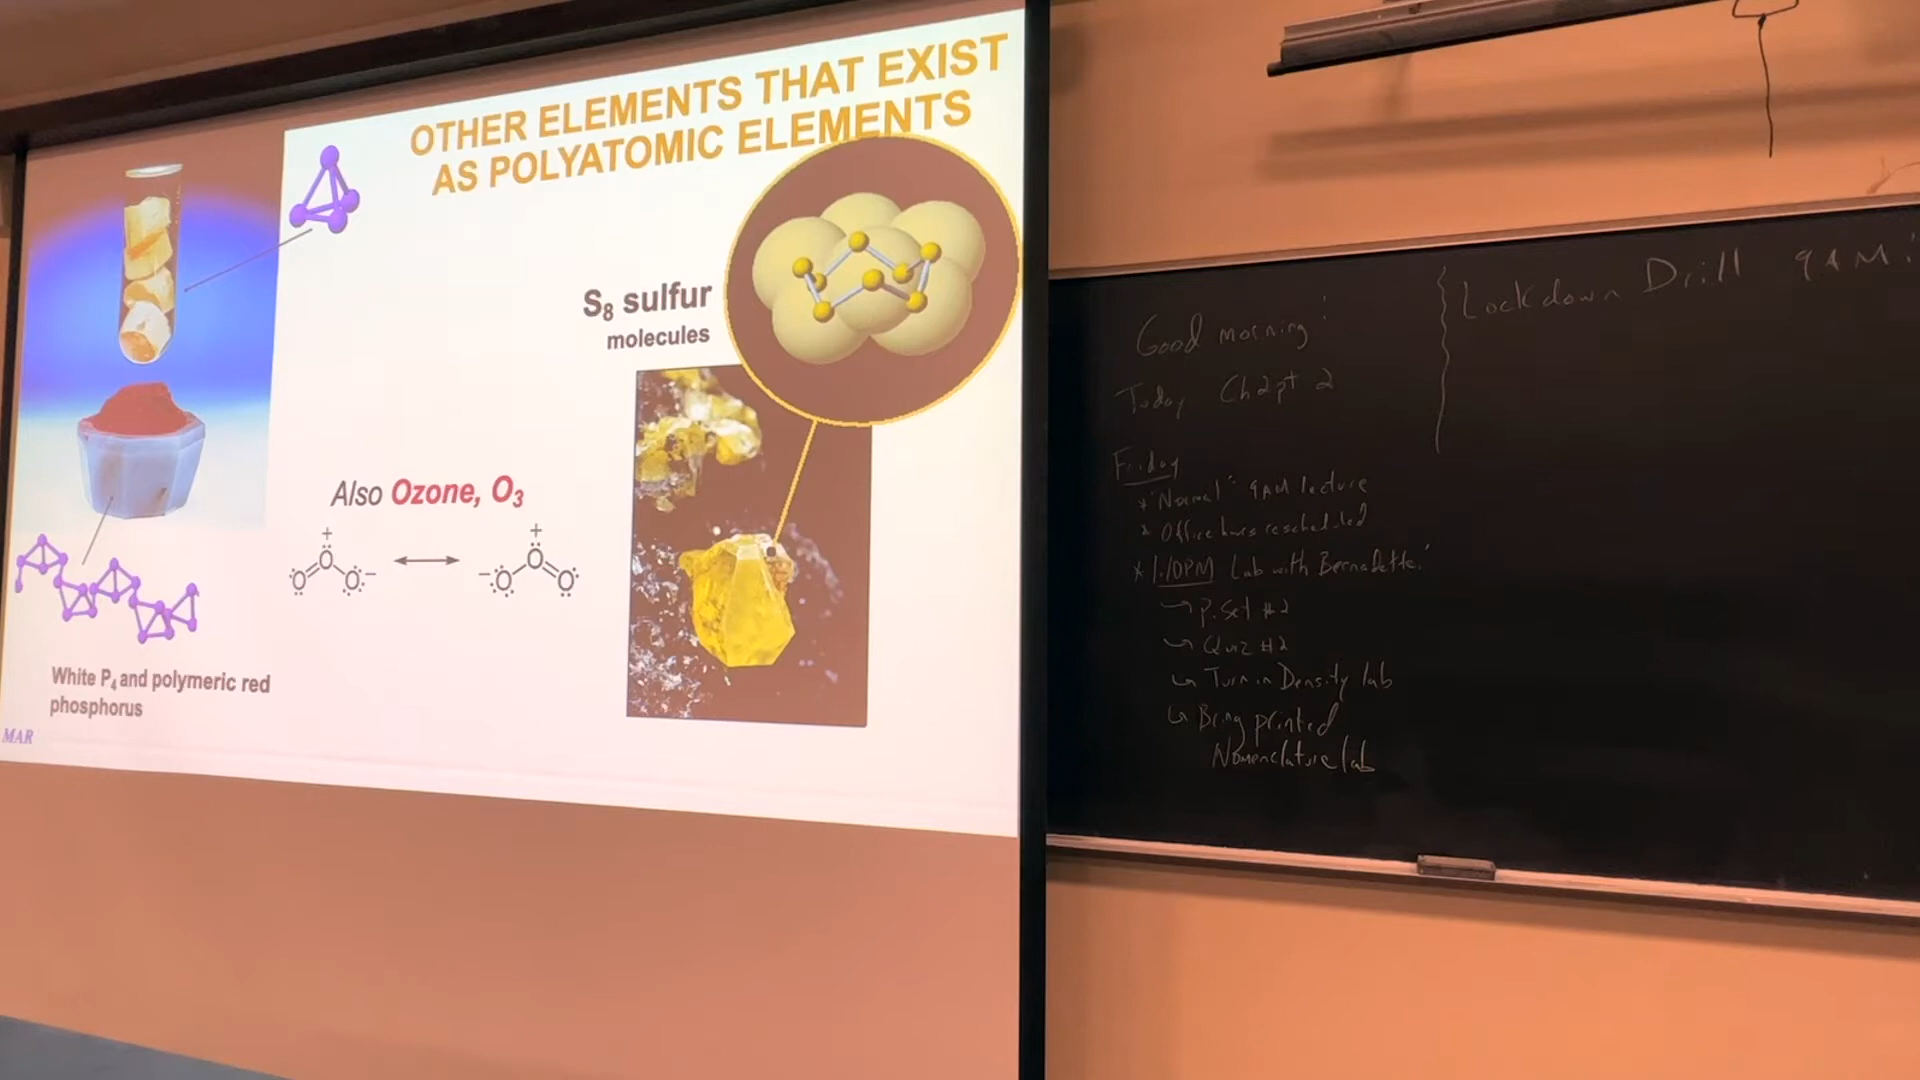 OTHER ELEMENTS THAT EXIST
AS POLYATOMIC ELEMENTS
S₈ sulfur
molecules
Also Ozone, O₃
White P₄ and polymeric red
phosphorus
MAR
Good morning!
Today Chapt 2
Friday
* "Normal" 9AM lecture
* Office hours rescheduled
* 1:10PM Lab with Bernadette!
↳ P. Set #2
↳ Quiz #2
↳ Turn in Density lab
↳ Bring printed
Nomenclature lab
Lockdown Drill 9AM!